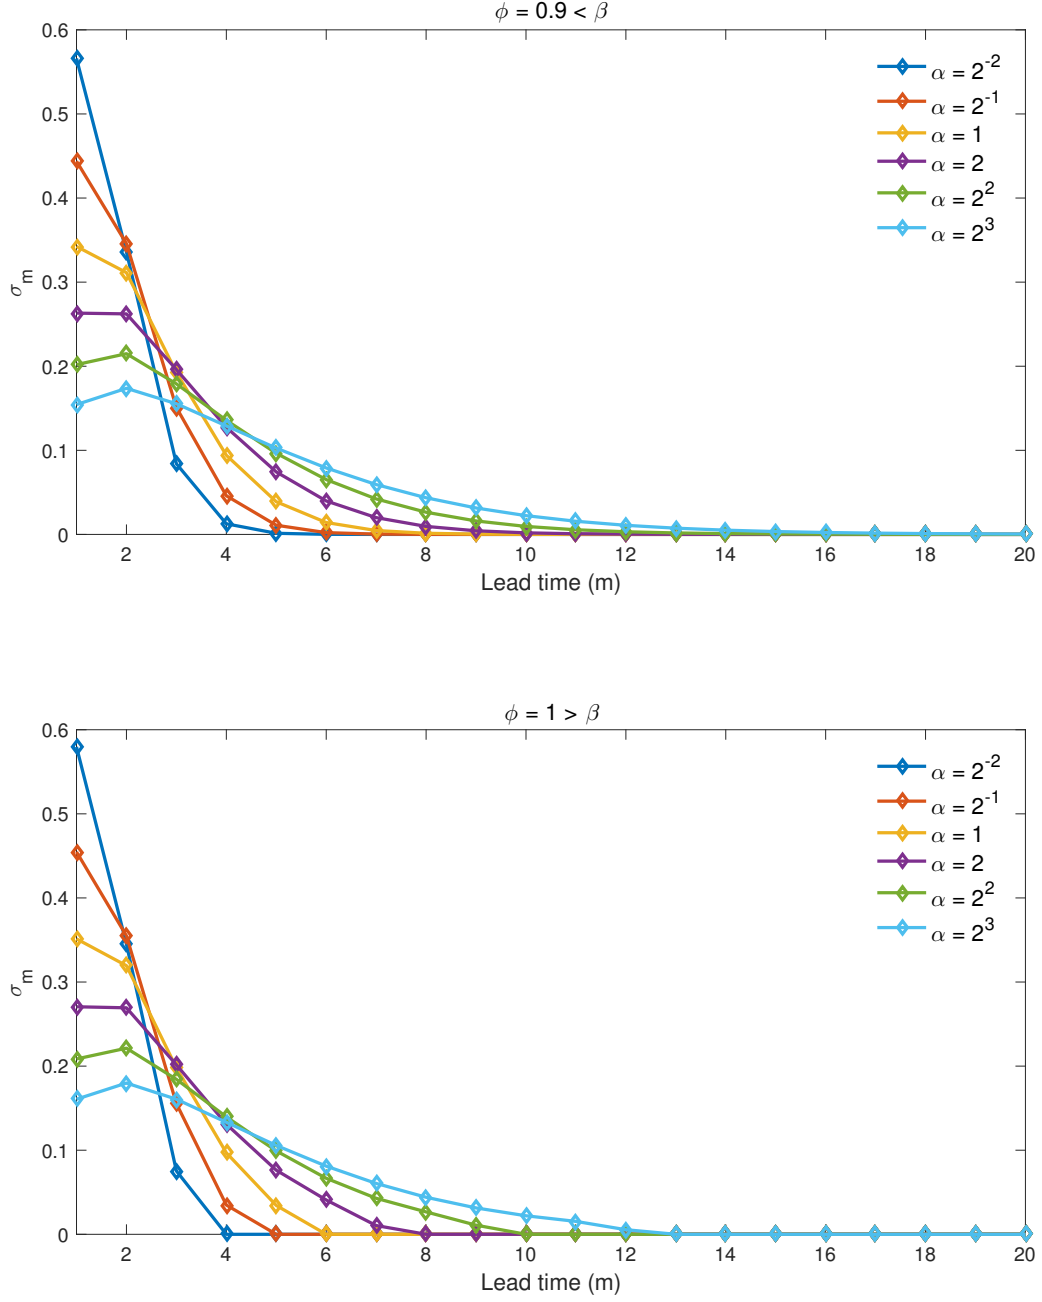 ϕ = 0.9 < β
0.6
0.5
0.4
0.3
0.2
0.1
0
σm
α = 2-2
α = 2-1
α = 1
α = 2
α = 22
α = 23
2 4 6 8 10 12 14 16 18 20
Lead time (m)
ϕ = 1 > β
0.6
0.5
0.4
0.3
0.2
0.1
0
σm
α = 2-2
α = 2-1
α = 1
α = 2
α = 22
α = 23
2 4 6 8 10 12 14 16 18 20
Lead time (m)